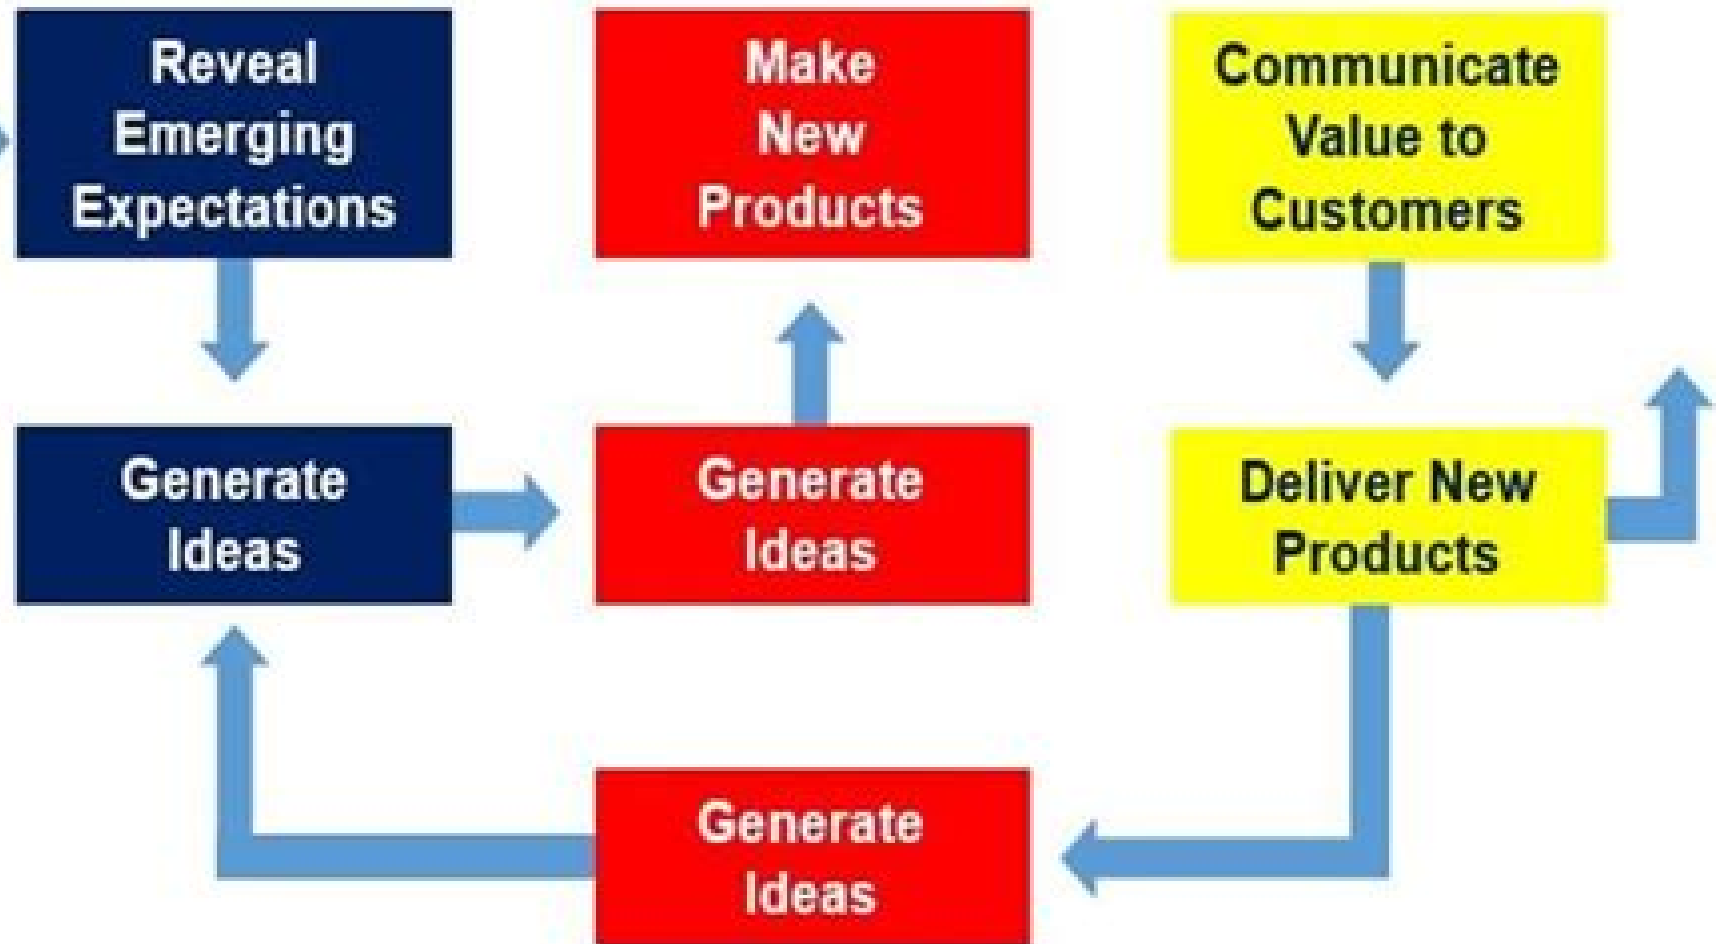 Reveal
Emerging
Expectations
Make
New
Products
Communicate
Value to
Customers
Generate
Ideas
Generate
Ideas
Deliver New
Products
Generate
Ideas